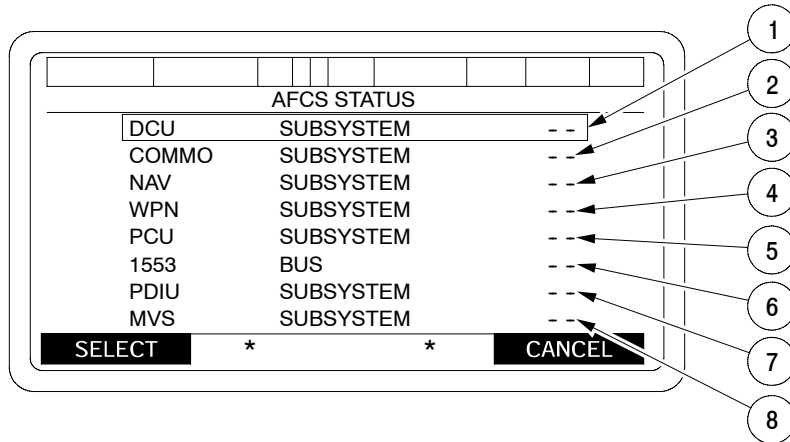 AFCS STATUS
DCU SUBSYSTEM - -
COMMO SUBSYSTEM - -
NAV SUBSYSTEM - -
WPN SUBSYSTEM - -
PCU SUBSYSTEM - -
1553 BUS - -
PDIU SUBSYSTEM - -
MVS SUBSYSTEM - -
SELECT * * CANCEL
1
2
3
4
5
6
7
8